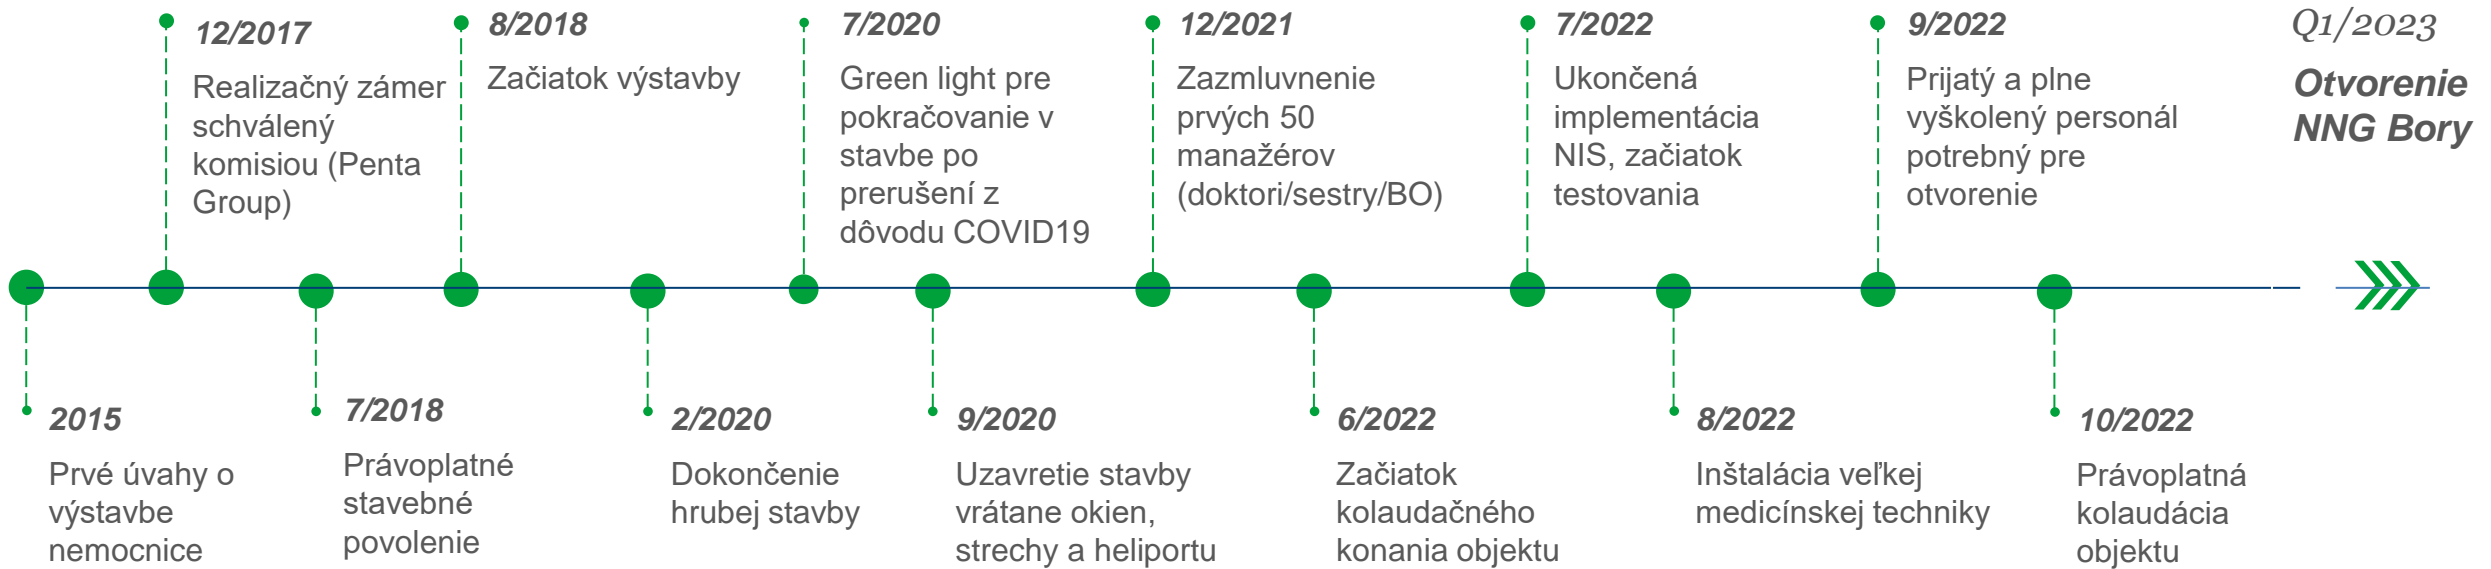 12/2017
Realizačný zámer
schválený
komisiou (Penta
Group)
8/2018
Začiatok výstavby
7/2020
Green light pre
pokračovanie v
stavbe po
prerušení z
dôvodu COVID19
12/2021
Zazmluvnenie
prvých 50
manažérov
(doktori/sestry/BO)
7/2022
Ukončená
implementácia
NIS, začiatok
testovania
9/2022
Prijatý a plne
vyškolený personál
potrebný pre
otvorenie
Q1/2023
Otvorenie
NNG Bory
2015
Prvé úvahy o
výstavbe
nemocnice
7/2018
Právoplatné
stavebné
povolenie
2/2020
Dokončenie
hrubej stavby
9/2020
Uzavretie stavby
vrátane okien,
strechy a heliportu
6/2022
Začiatok
kolaudačného
konania objektu
8/2022
Inštalácia veľkej
medicínskej techniky
10/2022
Právoplatná
kolaudácia
objektu